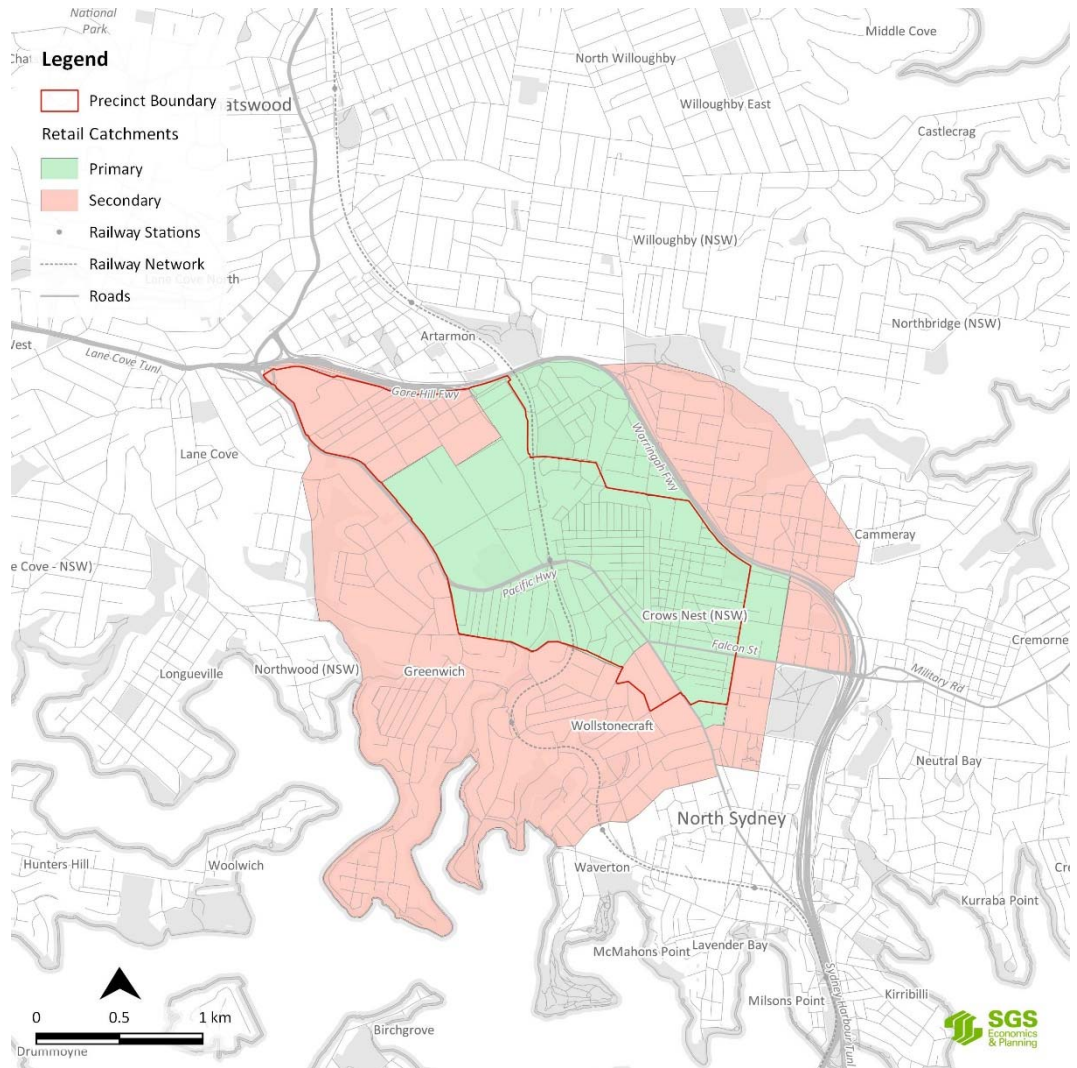 National
Park
Middle Cove
Legend
North Willoughby
Precinct Boundary
atswood
Willoughby East
Retail Catchments
Castlecrag
Primary
Secondary
Railway Stations
Willoughby (NSW)
Railway Network
Lane Cove North
Roads
Northbridge (NSW)
Artarmon
West
Lane Cove Tunl
Gore Hill Fwy
Warringah Fwy
Lane Cove
Cammeray
e Cove - NSW)
Pacific Hwy
Crows Nest (NSW)
Cremorne
Falcon St
Northwood (NSW)
Greenwich
Military Rd
Longueville
Wollstonecraft
Neutral Bay
North Sydney
Hunters Hill
Woolwich
Waverton
Cre
Kurraba Point
McMahons Point
Lavender Bay
Kirribilli
Milsons Point
Sydney Harbour Tunl
0 0.5 1 km
Birchgrove
SGS
Economics
& Planning
Drummoyne